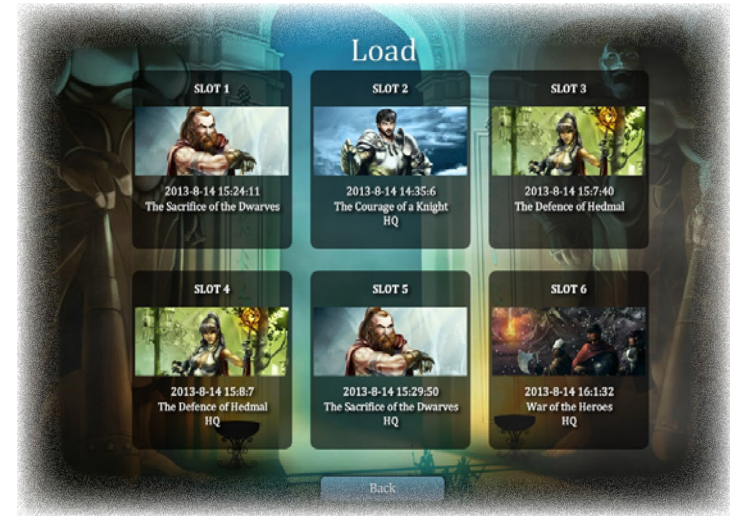 Load
SLOT 1
2013-8-14 15:24:11
The Sacrifice of the Dwarves
SLOT 2
2013-8-14 14:35:6
The Courage of a Knight
HQ
SLOT 3
2013-8-14 15:7:40
The Defence of Hedmal
SLOT 4
2013-8-14 15:8:7
The Defence of Hedmal
HQ
SLOT 5
2013-8-14 15:29:50
The Sacrifice of the Dwarves
HQ
SLOT 6
2013-8-14 16:1:32
War of the Heroes
HQ
Back